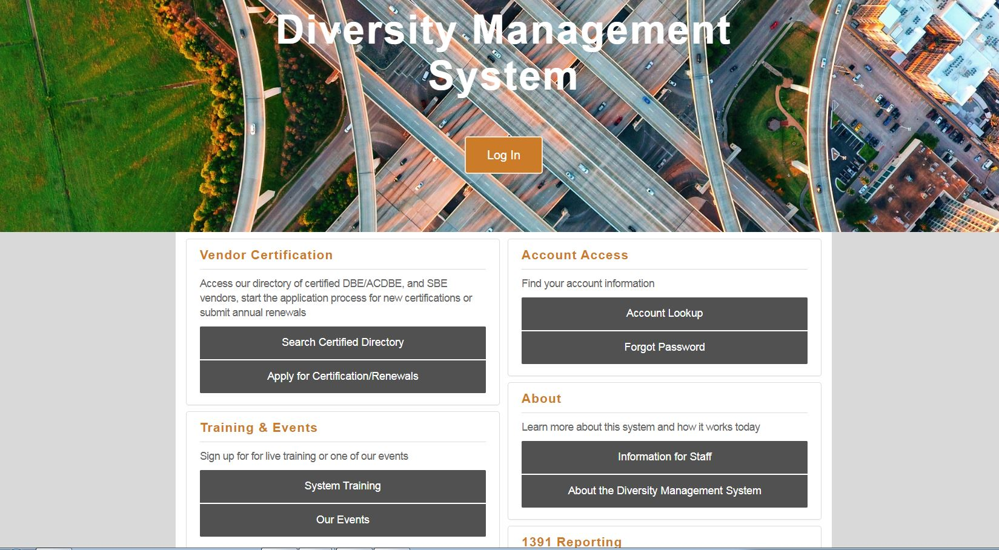 Diversity Management
System
Log In
Vendor Certification
Access our directory of certified DBE/ACDBE, and SBE
vendors, start the application process for new certifications or
submit annual renewals
Search Certified Directory
Apply for Certification/Renewals
Training & Events
Sign up for for live training or one of our events
System Training
Our Events
Account Access
Find your account information
Account Lookup
Forgot Password
About
Learn more about this system and how it works today
Information for Staff
About the Diversity Management System
1391 Reporting